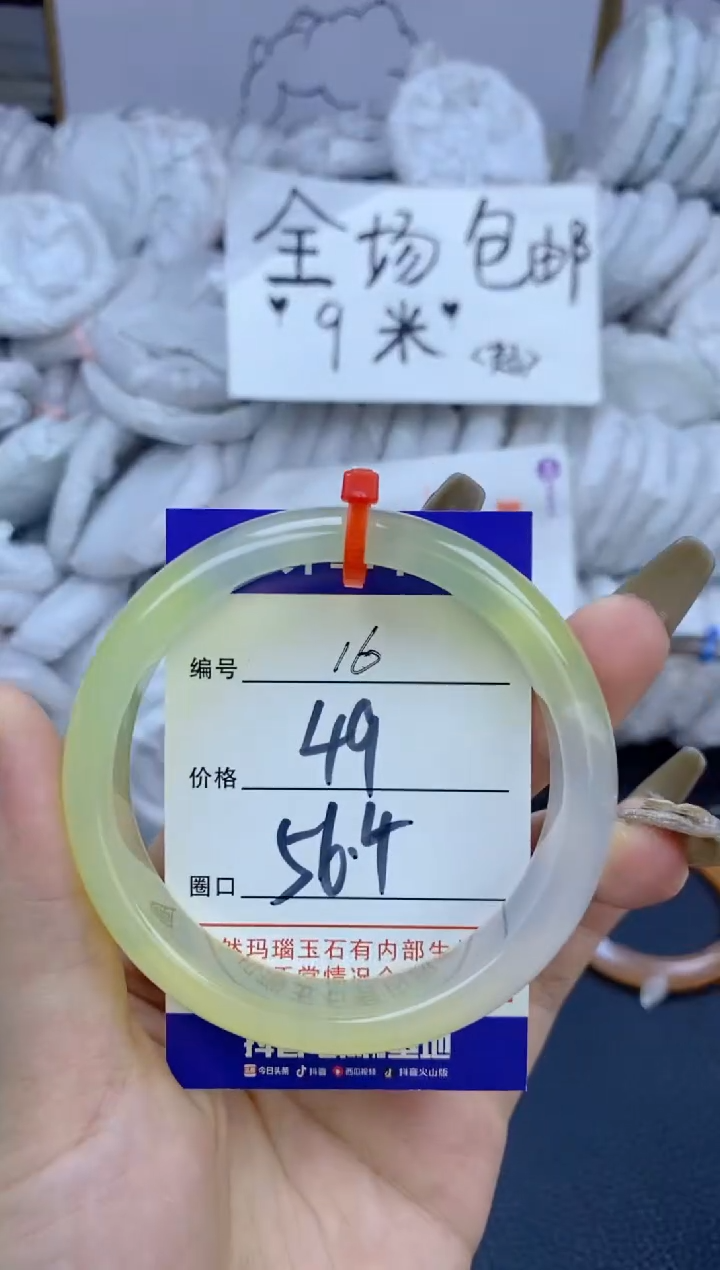 全场包邮
♥9米♥
编号 16
价格 49
圈口 56.4
然玛瑙玉石有内部生
今日头条 抖音 西瓜视频 抖音火山版